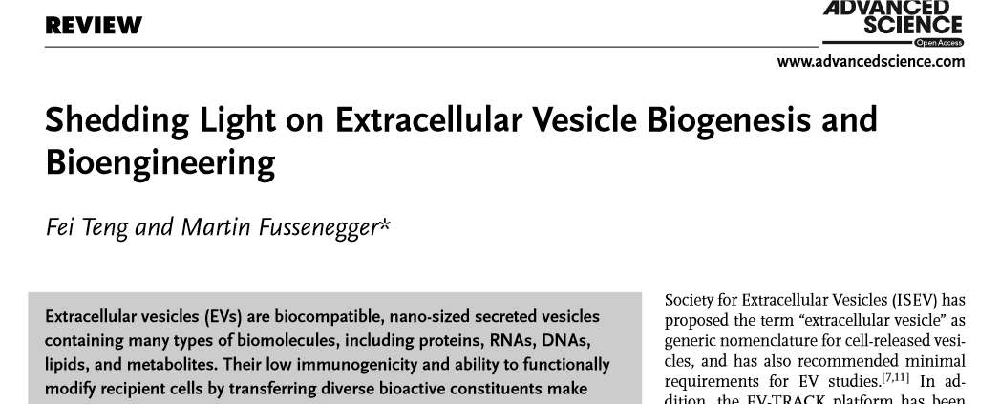 REVIEW
ADVANCED
SCIENCE
Open Access
www.advancedscience.com
Shedding Light on Extracellular Vesicle Biogenesis and
Bioengineering
Fei Teng and Martin Fussenegger*
Extracellular vesicles (EVs) are biocompatible, nano-sized secreted vesicles
containing many types of biomolecules, including proteins, RNAs, DNAs,
lipids, and metabolites. Their low immunogenicity and ability to functionally
modify recipient cells by transferring diverse bioactive constituents make
Society for Extracellular Vesicles (ISEV) has
proposed the term “extracellular vesicle” as
generic nomenclature for cell-released vesi-
cles, and has also recommended minimal
requirements for EV studies.[7,11] In ad-
dition, the EV-TRACK platform has been